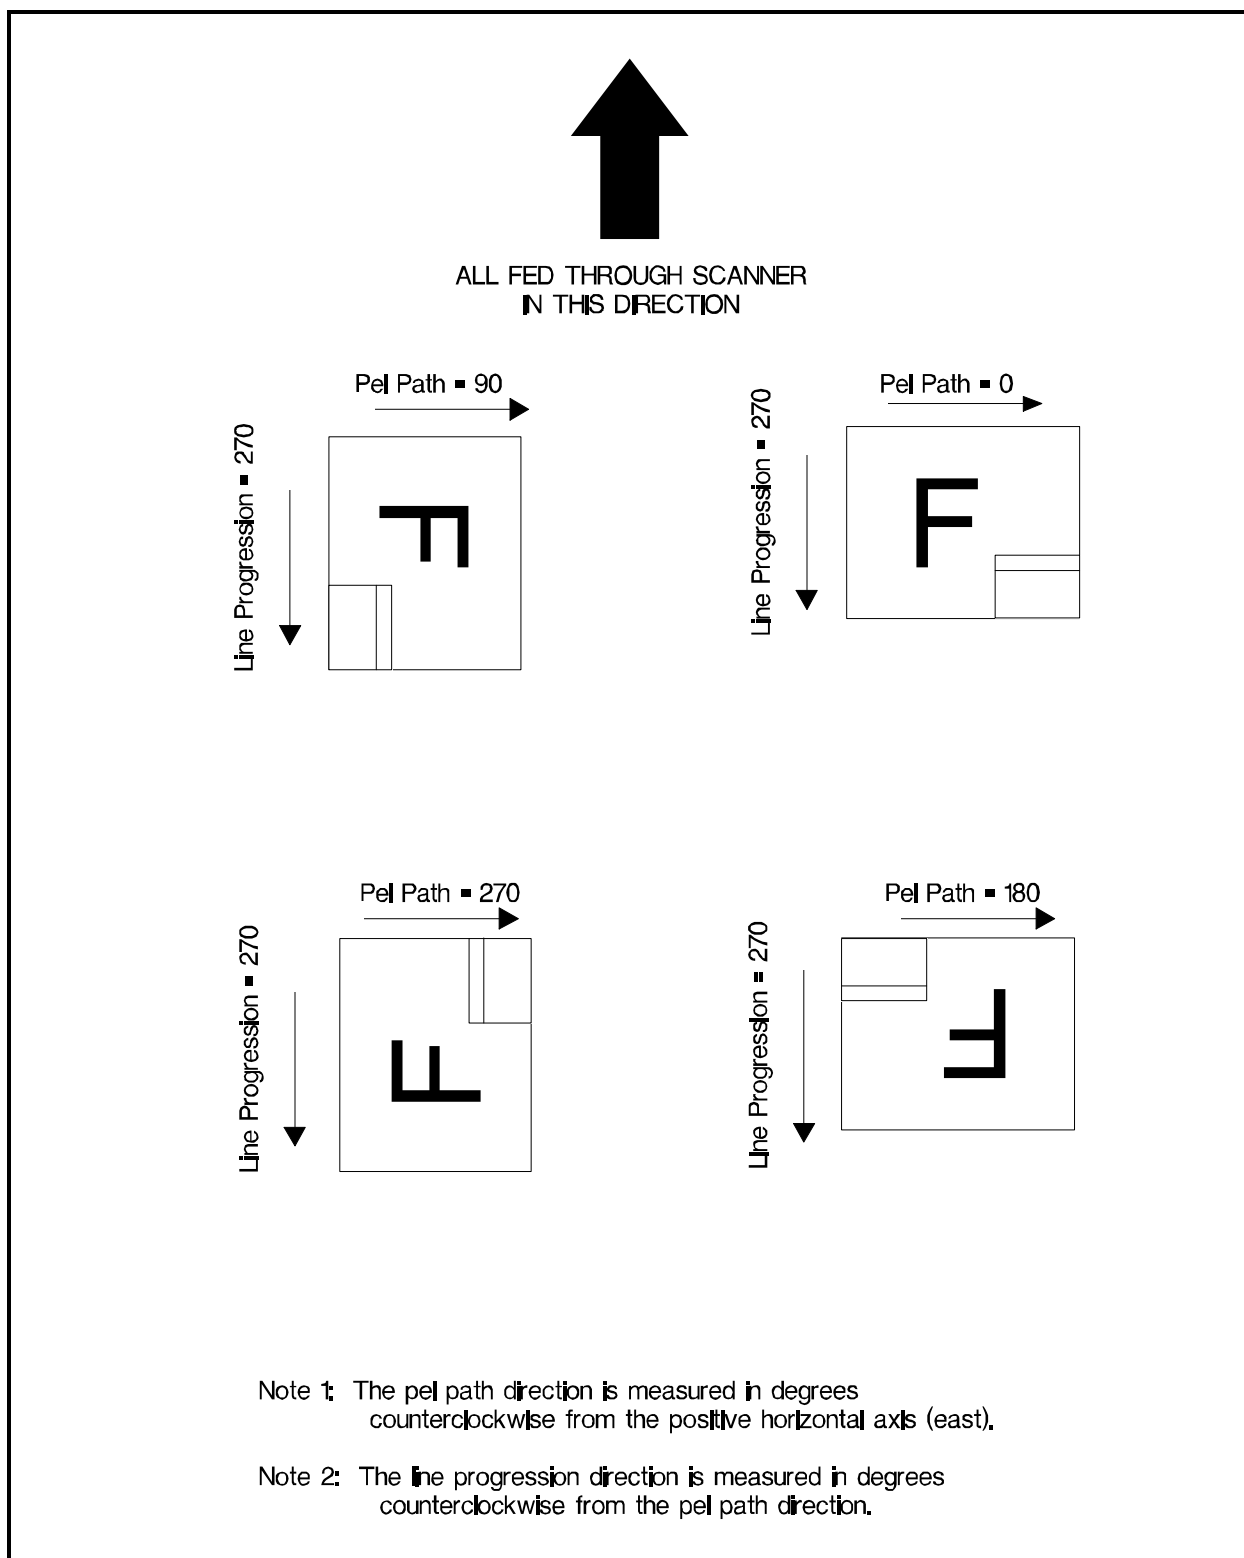 ALL FED THROUGH SCANNER
IN THIS DIRECTION
Pel Path = 90
Line Progression = 270
F
Pel Path = 0
Line Progression = 270
F
Pel Path = 270
Line Progression = 270
F
Pel Path = 180
Line Progression = 270
F
Note 1: The pel path direction is measured in degrees
counterclockwise from the positive horizontal axis (east).
Note 2: The line progression direction is measured in degrees
counterclockwise from the pel path direction.